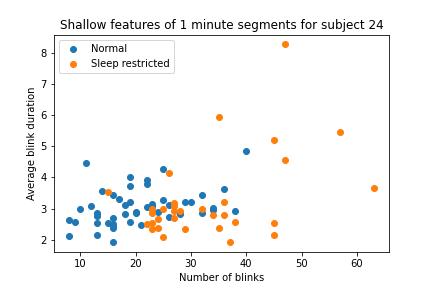 Shallow features of 1 minute segments for subject 24
Normal
Sleep restricted
8
7
6
5
4
3
2
Average blink duration
10 20 30 40 50 60
Number of blinks